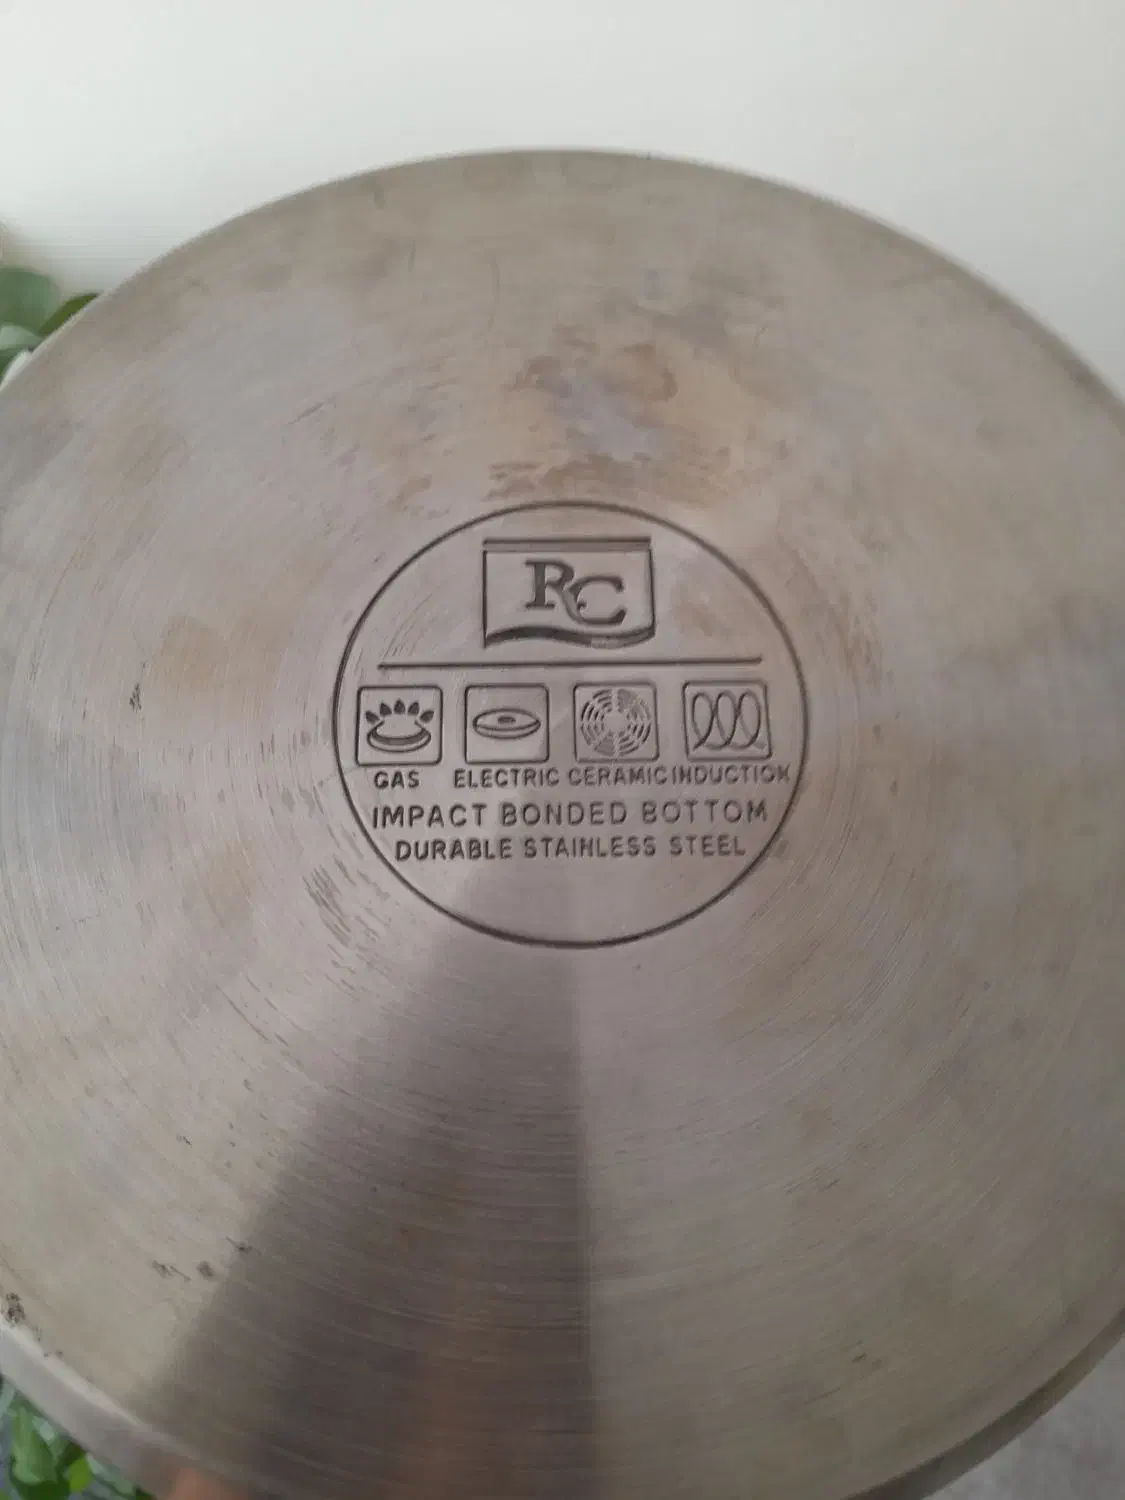 RC
GAS ELECTRIC CERAMIC INDUCTION
IMPACT BONDED BOTTOM
DURABLE STAINLESS STEEL